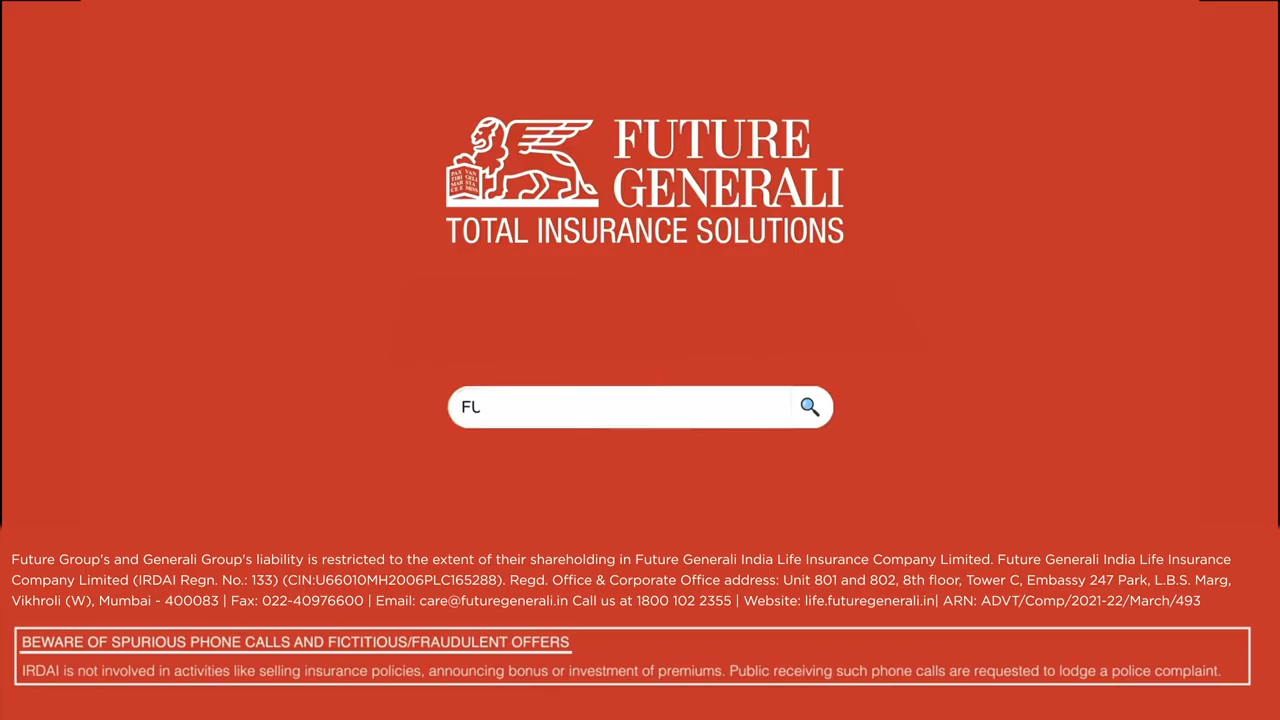 FUTURE
GENERALI
TOTAL INSURANCE SOLUTIONS
FU
Future Group's and Generali Group's liability is restricted to the extent of their shareholding in Future Generali India Life Insurance Company Limited. Future Generali India Life Insurance
Company Limited (IRDAI Regn. No.: 133) (CIN:U66010MH2006PLC165288). Regd. Office & Corporate Office address: Unit 801 and 802, 8th floor, Tower C, Embassy 247 Park, L.B.S. Marg,
Vikhroli (W), Mumbai - 400083 | Fax: 022-40976600 | Email: care@futuregenerali.in Call us at 1800 102 2355 | Website: life.futuregenerali.in| ARN: ADVT/Comp/2021-22/March/493
BEWARE OF SPURIOUS PHONE CALLS AND FICTITIOUS/FRAUDULENT OFFERS
IRDAI is not involved in activities like selling insurance policies, announcing bonus or investment of premiums. Public receiving such phone calls are requested to lodge a police complaint.